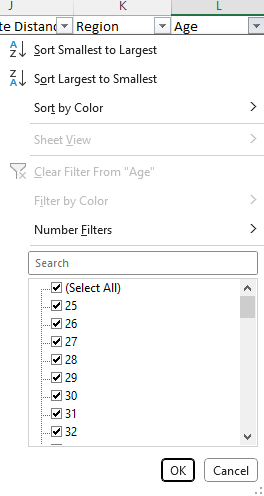 J K L
te Distanc Region Age
Sort Smallest to Largest
Sort Largest to Smallest
Sort by Color
Sheet View
Clear Filter From "Age"
Filter by Color
Number Filters
Search
(Select All)
25
26
27
28
29
30
31
32
OK Cancel